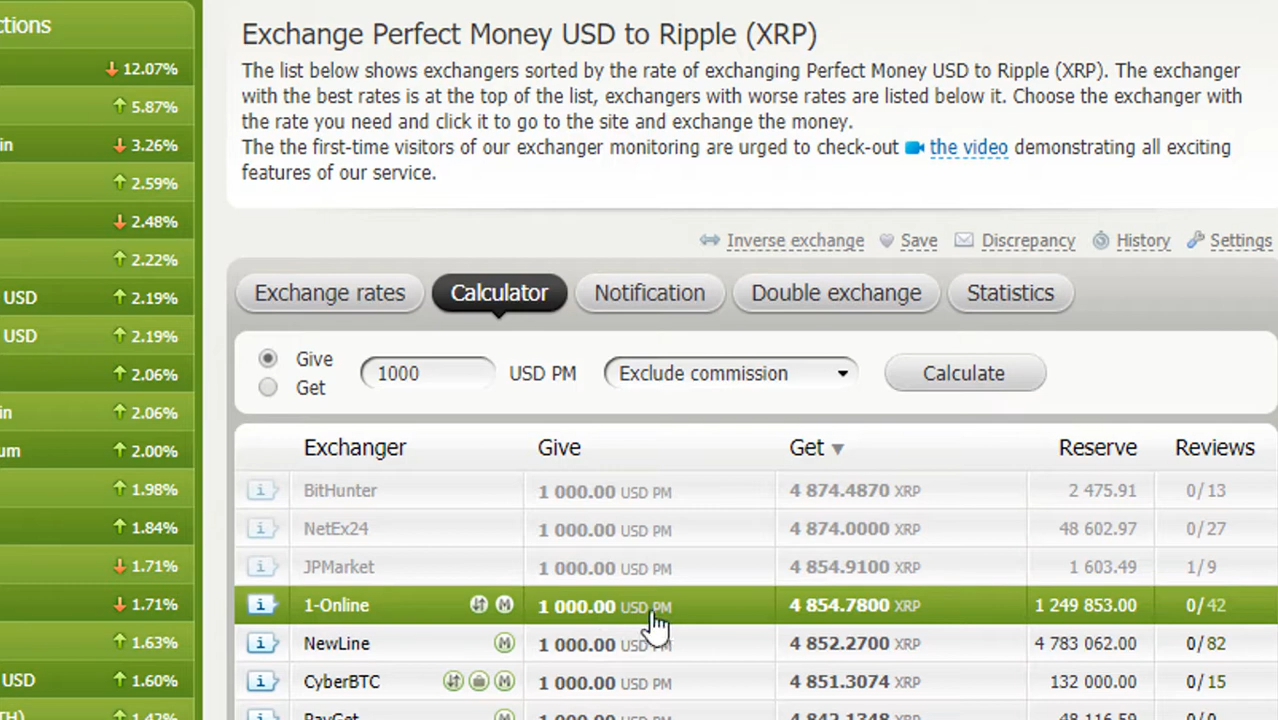 ctions
12.07%
5.87%
in 3.26%
2.59%
2.48%
2.22%
USD 2.19%
USD 2.19%
2.06%
in 2.06%
um 2.00%
1.98%
1.84%
1.71%
1.71%
1.63%
USD 1.60%
Exchange Perfect Money USD to Ripple (XRP)
The list below shows exchangers sorted by the rate of exchanging Perfect Money USD to Ripple (XRP). The exchanger
with the best rates is at the top of the list, exchangers with worse rates are listed below it. Choose the exchanger with
the rate you need and click it to go to the site and exchange the money.
The the first-time visitors of our exchanger monitoring are urged to check-out the video demonstrating all exciting
features of our service.
Inverse exchange Save Discrepancy History Settings
Exchange rates Calculator Notification Double exchange Statistics
Give
1000 USD PM Exclude commission Calculate
Get
Exchanger Give Get Reserve Reviews
i BitHunter 1 000.00 USD PM 4 874.4870 XRP 2 475.91 0/13
i NetEx24 1 000.00 USD PM 4 874.0000 XRP 48 602.97 0/27
i JPMarket 1 000.00 USD PM 4 854.9100 XRP 1 603.49 1/9
i 1-Online M 1 000.00 USD PM 4 854.7800 XRP 1 249 853.00 0/42
i NewLine M 1 000.00 USD PM 4 852.2700 XRP 4 783 062.00 0/82
i CyberBTC M 1 000.00 USD PM 4 851.3074 XRP 132 000.00 0/15